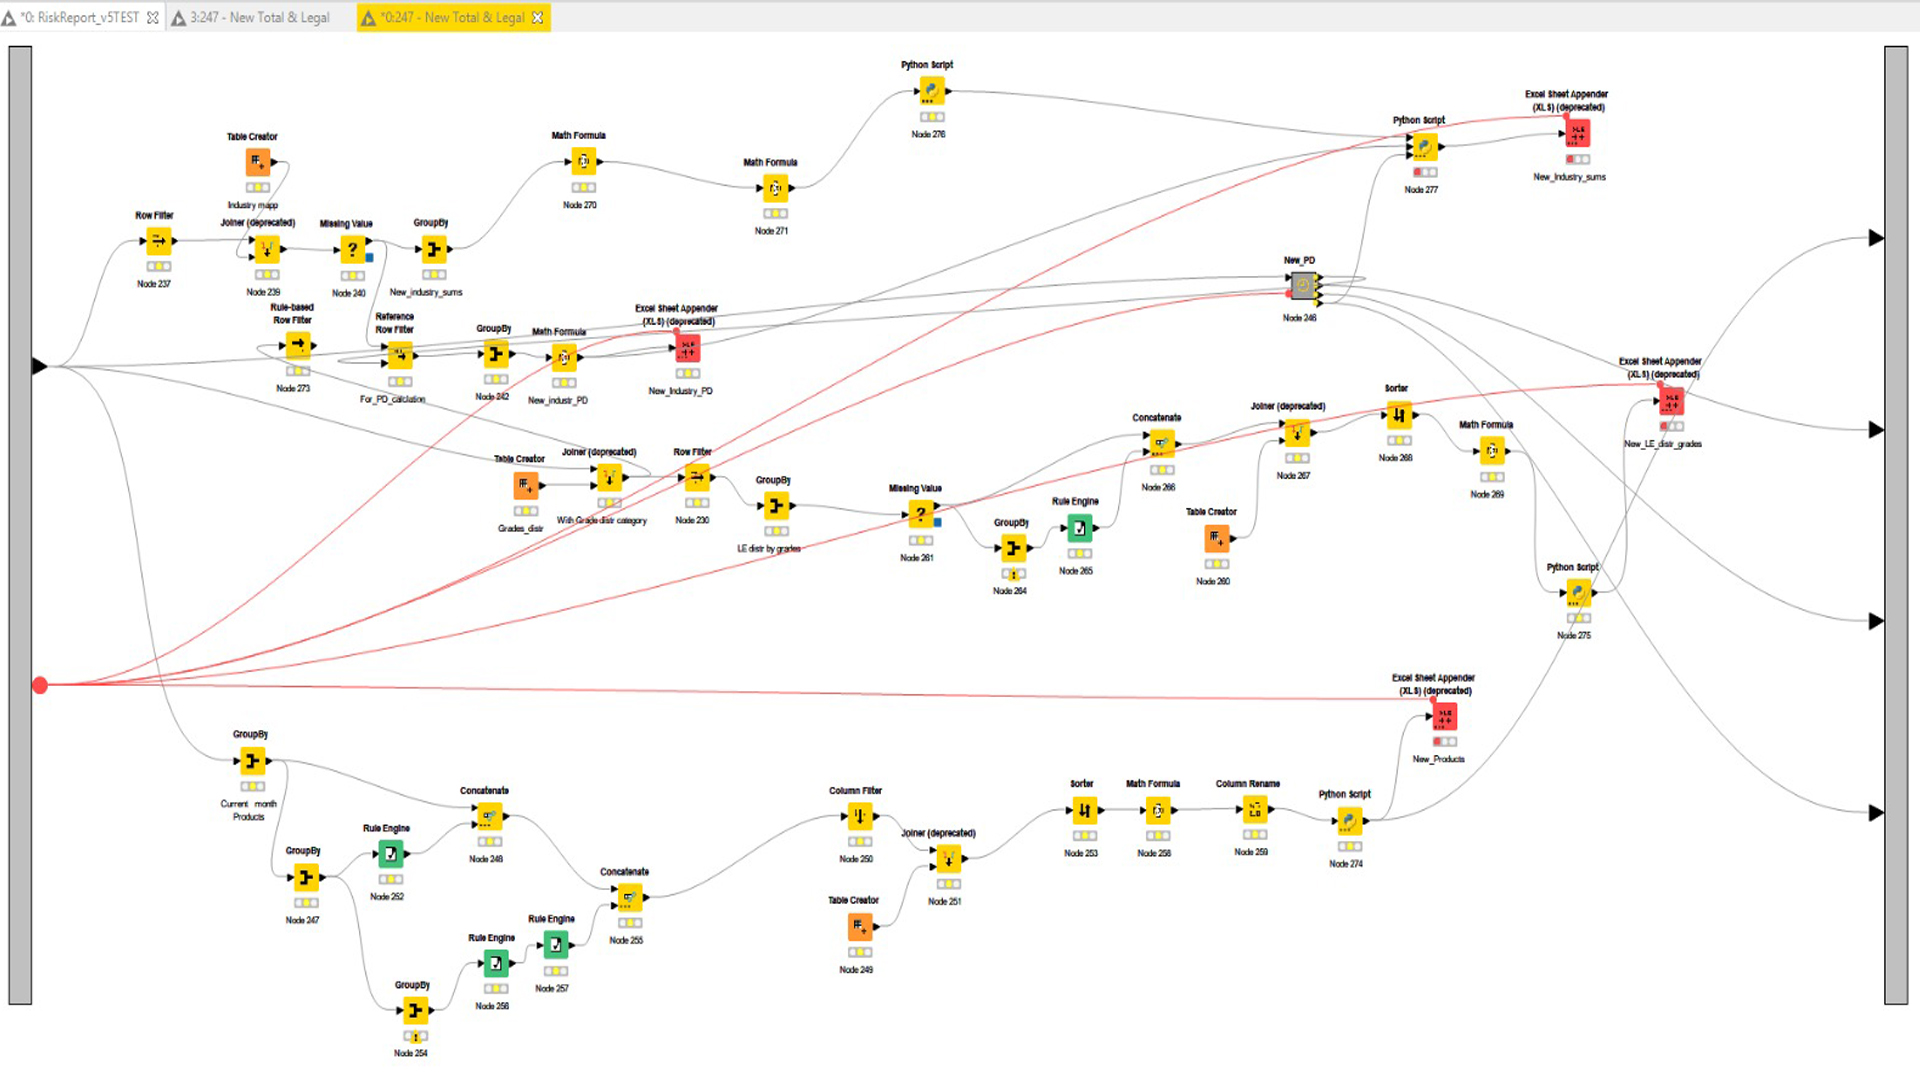 *0: RiskReport_v5TEST
3:247 - New Total & Legal
*0:247 - New Total & Legal
Python Script
Node 276
Excel Sheet Appender
(XLS) (deprecated)
New_Industry_sums
Python Script
Node 277
Table Creator
Industry mapp
Math Formula
Node 270
Math Formula
Node 271
Row Filter
Node 237
Joiner (deprecated)
Node 239
Missing Value
Node 240
GroupBy
New_industry_sums
New_PD
Node 246
Rule-based
Row Filter
Node 273
Reference
Row Filter
For_PD_calclation
GroupBy
Node 242
Math Formula
New_industr_PD
Excel Sheet Appender
(XLS) (deprecated)
New_Industry_PD
Excel Sheet Appender
(XLS) (deprecated)
New_LE_distr_grades
Table Creator
Grades_distr
Joiner (deprecated)
With Grade distr category
Row Filter
Node 230
GroupBy
LE distr by grades
Missing Value
Node 261
GroupBy
Node 264
Rule Engine
Node 265
Concatenate
Node 266
Table Creator
Node 260
Joiner (deprecated)
Node 267
Sorter
Node 268
Math Formula
Node 269
Python Script
Node 275
Excel Sheet Appender
(XLS) (deprecated)
New_Products
GroupBy
Current month
Products
GroupBy
Node 247
Rule Engine
Node 252
Concatenate
Node 248
GroupBy
Node 254
Rule Engine
Node 256
Rule Engine
Node 257
Concatenate
Node 255
Column Filter
Node 250
Table Creator
Node 249
Joiner (deprecated)
Node 251
Sorter
Node 253
Math Formula
Node 258
Column Rename
Node 259
Python Script
Node 274